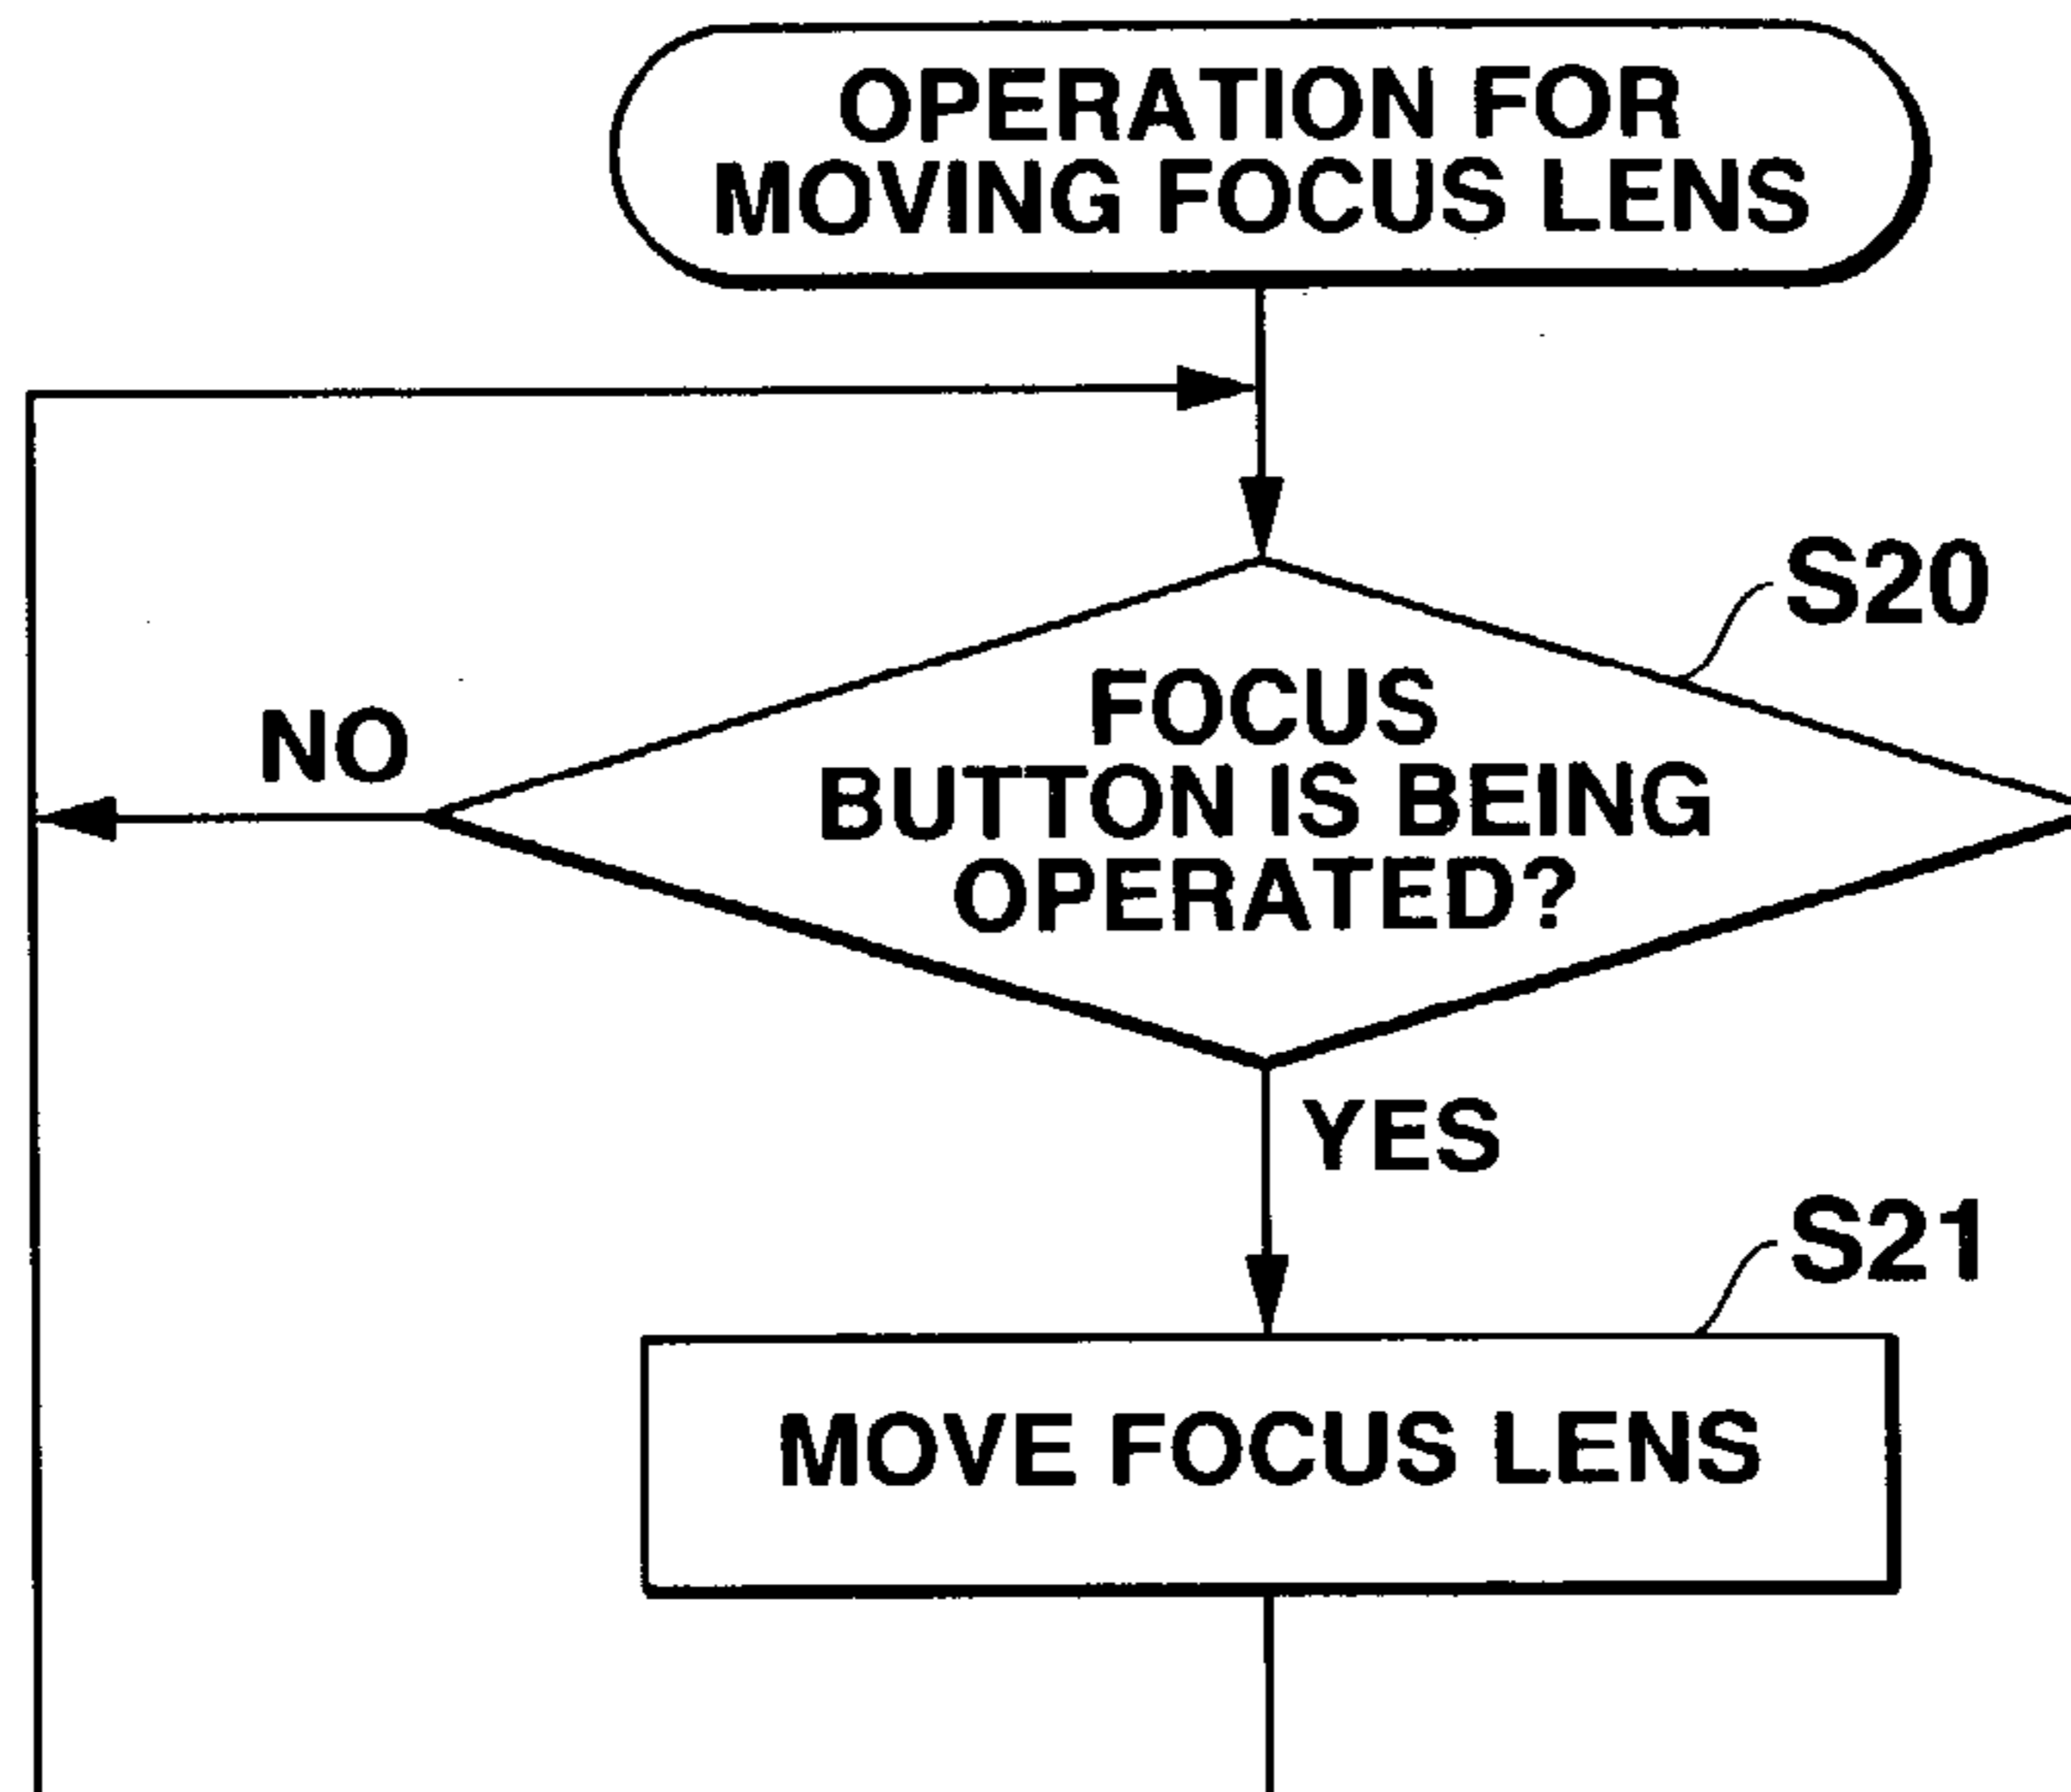 OPERATION FOR
MOVING FOCUS LENS
S20
FOCUS
BUTTON IS BEING
OPERATED?
NO
YES
S21
MOVE FOCUS LENS